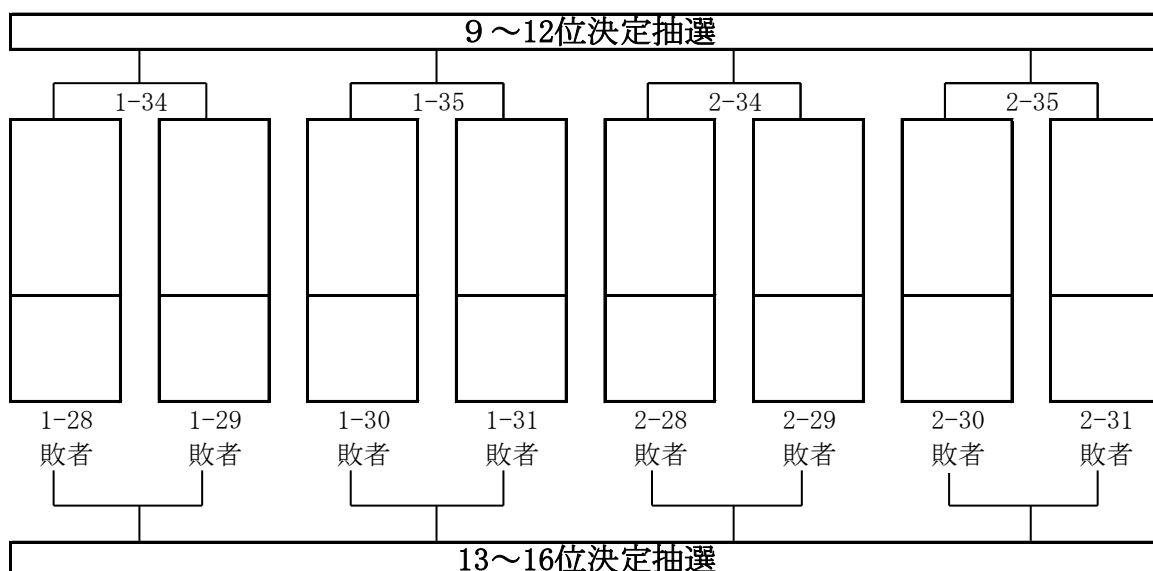 ９～12位決定抽選
1-34 1-35 2-34 2-35
1-28 1-29 1-30 1-31 2-28 2-29 2-30 2-31
敗者 敗者 敗者 敗者 敗者 敗者 敗者 敗者
13～16位決定抽選